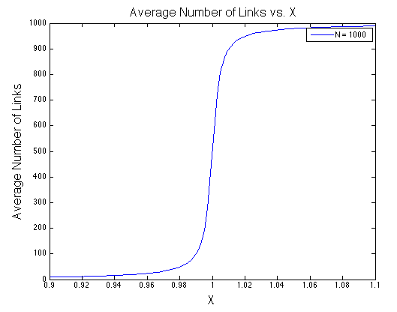 Average Number of Links vs. X
N = 1000
Average Number of Links
1000
900
800
700
600
500
400
300
200
100
0
0.9 0.92 0.94 0.96 0.98 1 1.02 1.04 1.06 1.08 1.1
X